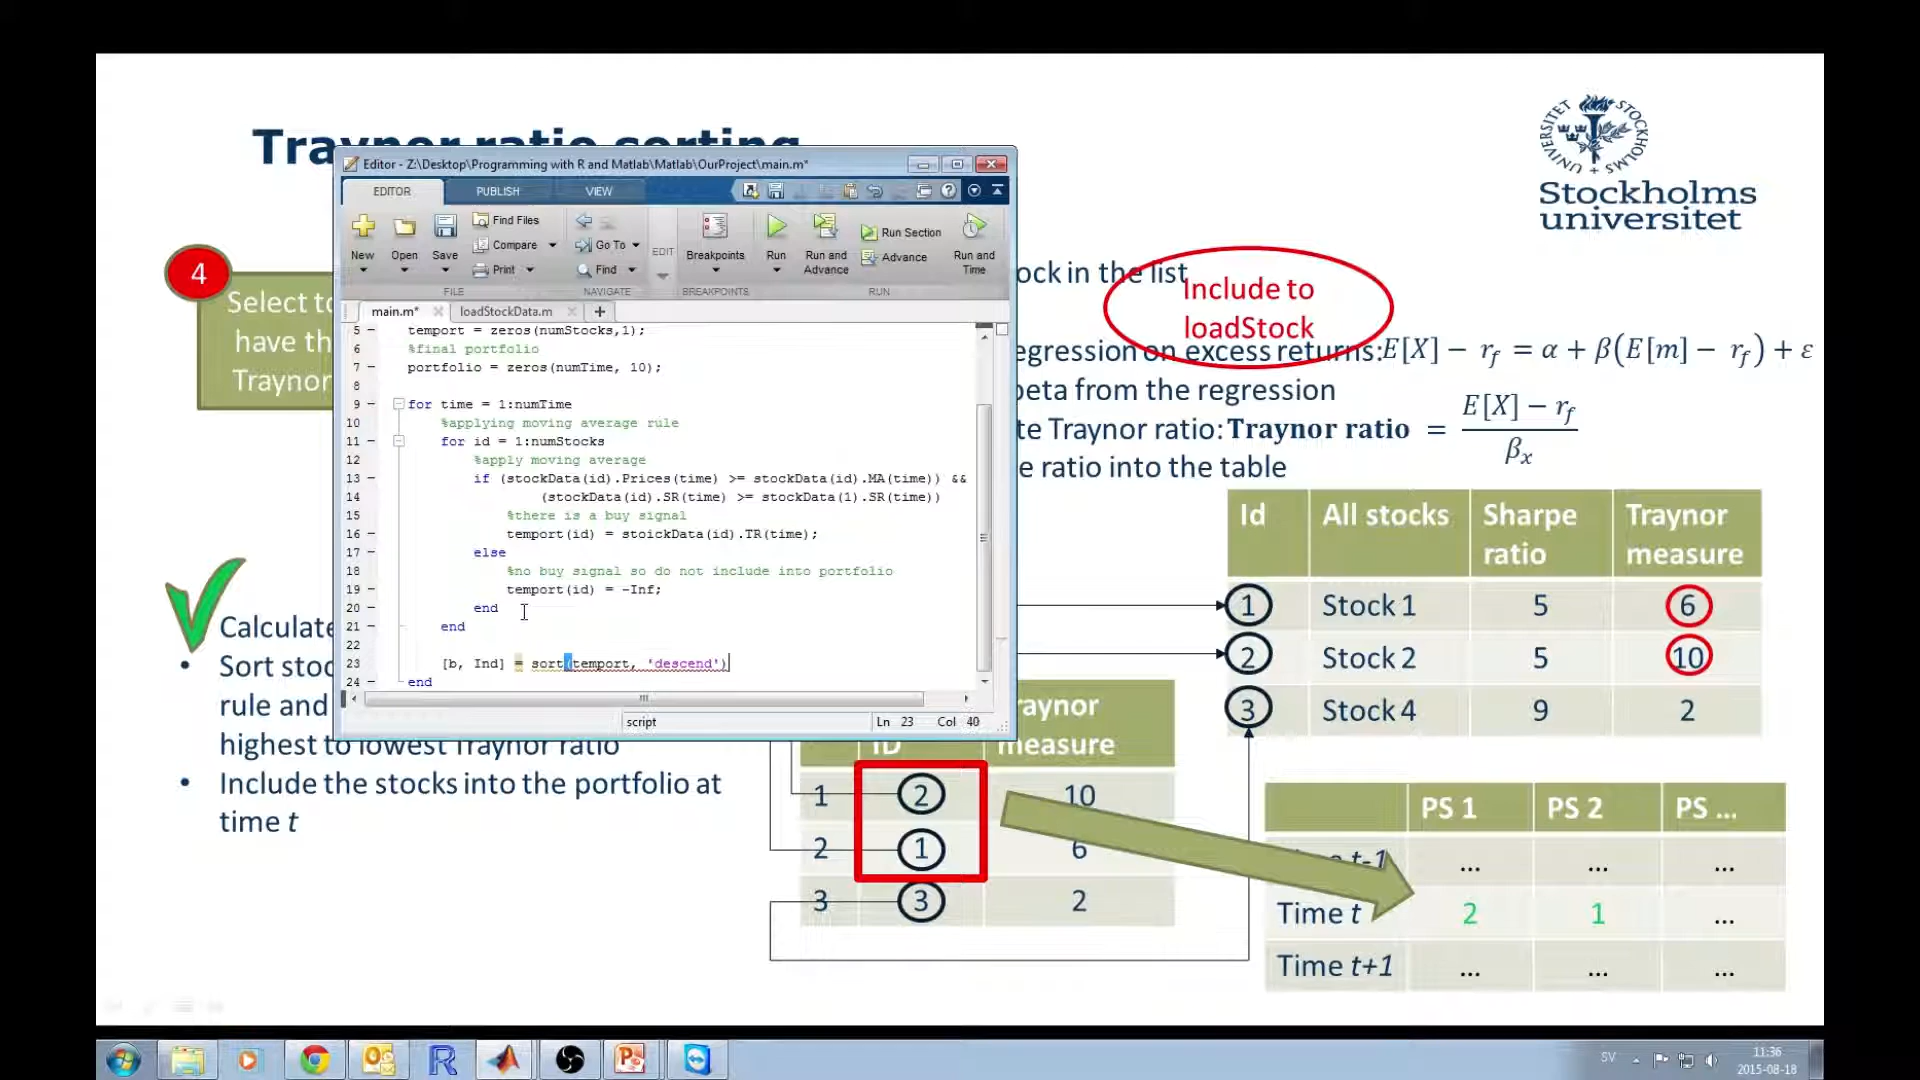 Traynor ratio sorting
Stockholms
universitet
4
Select to
have th
Traynor
Calculate
Sort stoc
rule and
highest to lowest Traynor ratio
• Include the stocks into the portfolio at
time t
Editor - Z:\Desktop\Programming with R and Matlab\Matlab\OurProject\main.m*
EDITOR PUBLISH VIEW
New Open Save Find Files Compare Print
Go To Find
EDIT
Breakpoints
Run Run and Advance Run Section Advance Run and Time
FILE NAVIGATE BREAKPOINTS RUN
main.m* loadStockData.m +
5 temport = zeros(numStocks,1);
6 %final portfolio
7 portfolio = zeros(numTime, 10);
8
9 for time = 1:numTime
10 %applying moving average rule
11 for id = 1:numStocks
12 %apply moving average
13 if (stockData(id).Prices(time) >= stockData(id).MA(time)) &&
14 (stockData(id).SR(time) >= stockData(1).SR(time))
15 %there is a buy signal
16 temport(id) = stoickData(id).TR(time);
17 else
18 %no buy signal so do not include into portfolio
19 temport(id) = -Inf;
20 end
21 end
22
23 [b, Ind] = sort(temport, 'descend')
24 end
script Ln 23 Col 40
ock in the list
Include to
loadStock
egression on excess returns: E[X] − r_f = α + β(E[m] − r_f) + ε
beta from the regression
te Traynor ratio: Traynor ratio = E[X] − r_f / β_x
e ratio into the table
Id All stocks Sharpe ratio Traynor measure
1 Stock 1 5 6
2 Stock 2 5 10
3 Stock 4 9 2
ID raynor measure
1 2 10
2 1 6
3 3 2
PS 1 PS 2 PS ...
t-1 ... ... ...
Time t 2 1 ...
Time t+1 ... ... ...
SV
11:36
2015-08-18